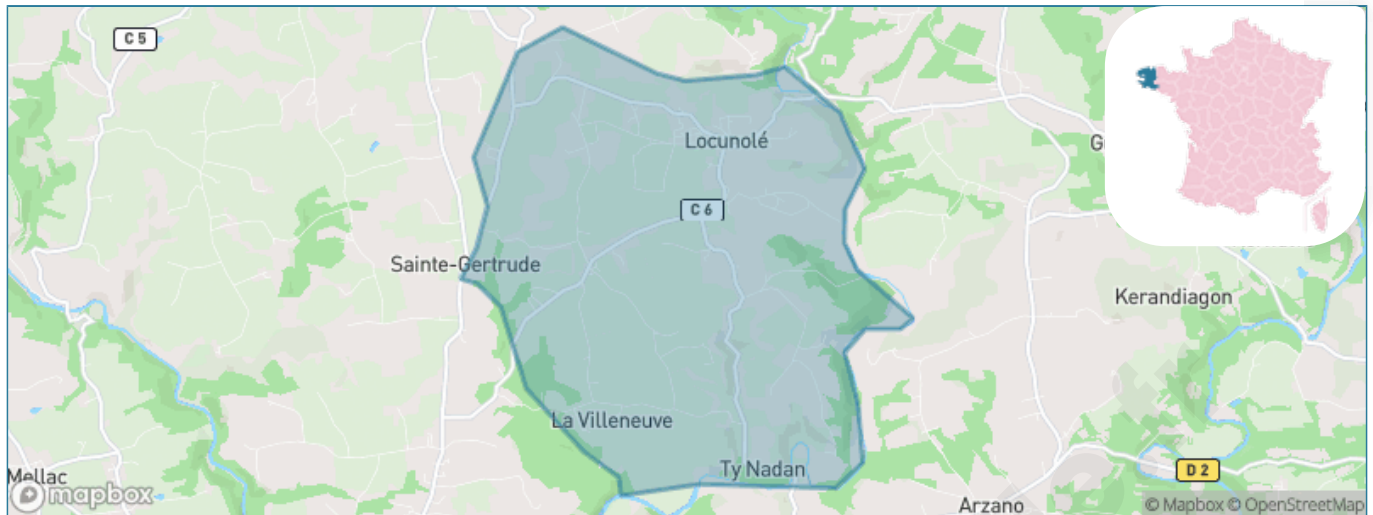 C 5
Locunolé
G
C 6
Sainte-Gertrude
Kerandiagon
La Villeneuve
Ty Nadan
Mellac
D 2
Arzano
mapbox
© Mapbox © OpenStreetMap